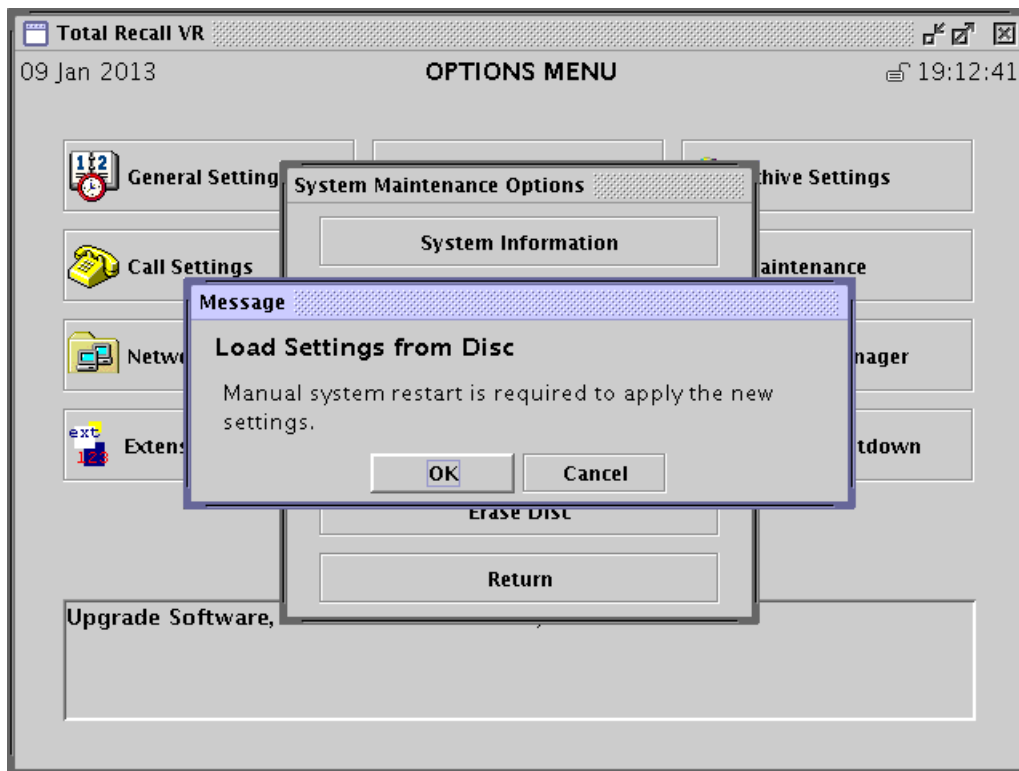 Total Recall VR
09 Jan 2013 OPTIONS MENU 19:12:41
General Setting
chive Settings
System Maintenance Options
System Information
Call Settings
aintenance
Message
Load Settings from Disc
Manual system restart is required to apply the new
settings.
OK Cancel
Netw
nager
ext
123
Extens
tdown
Erase Disc
Return
Upgrade Software,